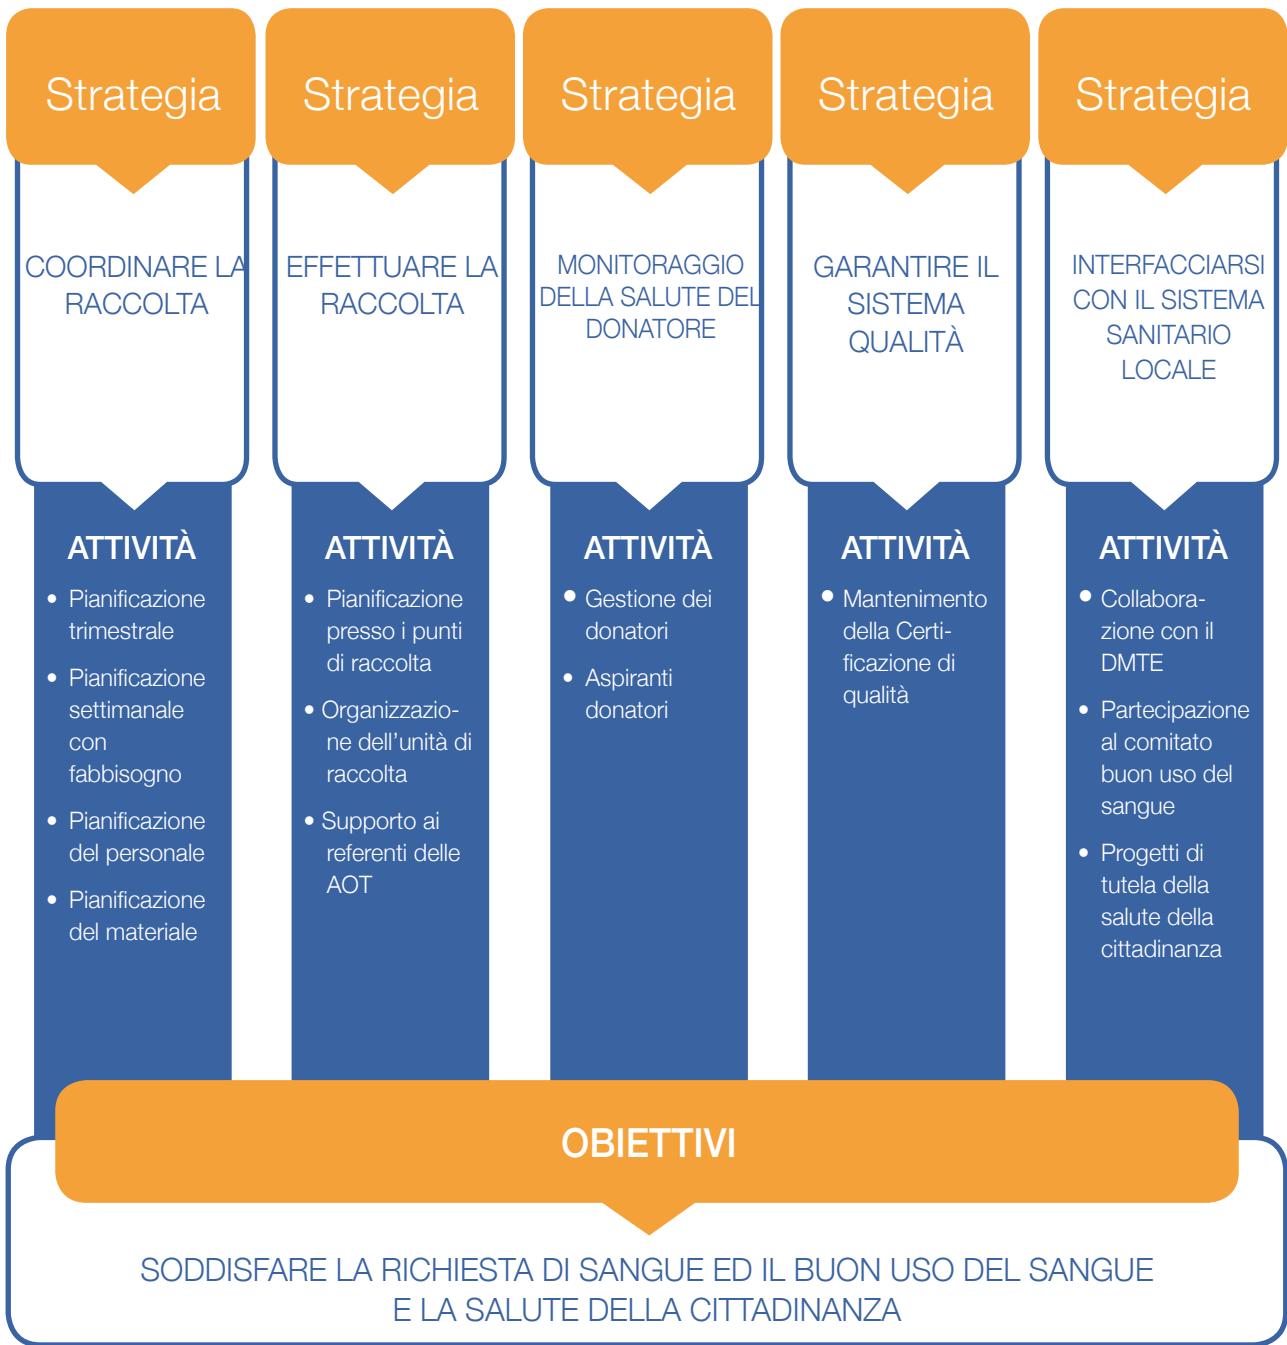 Strategia
COORDINARE LA
RACCOLTA
ATTIVITÀ
• Pianificazione
trimestrale
• Pianificazione
settimanale
con
fabbisogno
• Pianificazione
del personale
• Pianificazione
del materiale
Strategia
EFFETTUARE LA
RACCOLTA
ATTIVITÀ
• Pianificazione
presso i punti
di raccolta
• Organizzazio-
ne dell'unità di
raccolta
• Supporto ai
referenti delle
AOT
Strategia
MONITORAGGIO
DELLA SALUTE DEL
DONATORE
ATTIVITÀ
• Gestione dei
donatori
• Aspiranti
donatori
Strategia
GARANTIRE IL
SISTEMA
QUALITÀ
ATTIVITÀ
• Mantenimento
della Certi-
ficazione di
qualità
Strategia
INTERFACCIARSI
CON IL SISTEMA
SANITARIO
LOCALE
ATTIVITÀ
• Collabora-
zione con il
DMTE
• Partecipazione
al comitato
buon uso del
sangue
• Progetti di
tutela della
salute della
cittadinanza
OBIETTIVI
SODDISFARE LA RICHIESTA DI SANGUE ED IL BUON USO DEL SANGUE
E LA SALUTE DELLA CITTADINANZA